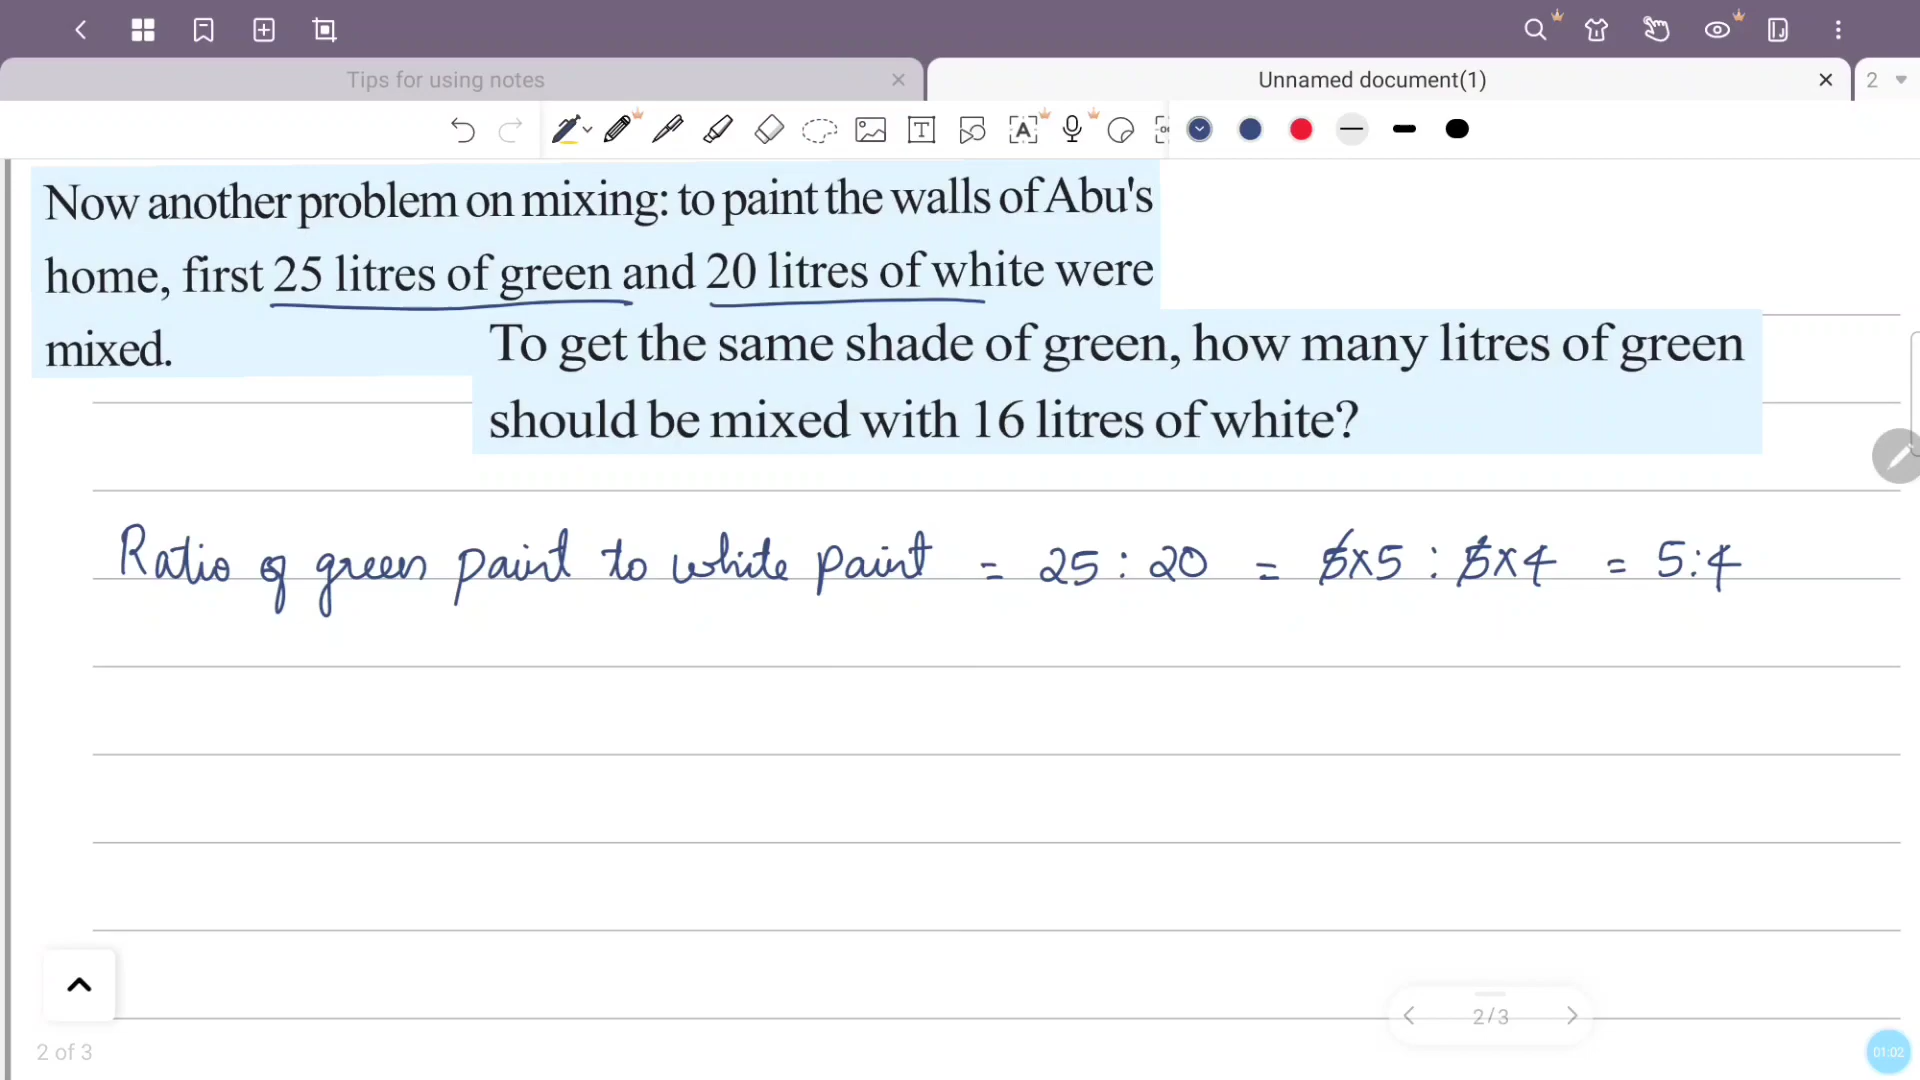 Tips for using notes
Unnamed document(1)
2
Now another problem on mixing: to paint the walls of Abu's
home, first 25 litres of green and 20 litres of white were
mixed.
To get the same shade of green, how many litres of green
should be mixed with 16 litres of white?
Ratio of green paint to white paint = 25 : 20 = 5x5 : 5x4 = 5:4
2/3
2 of 3
01:02